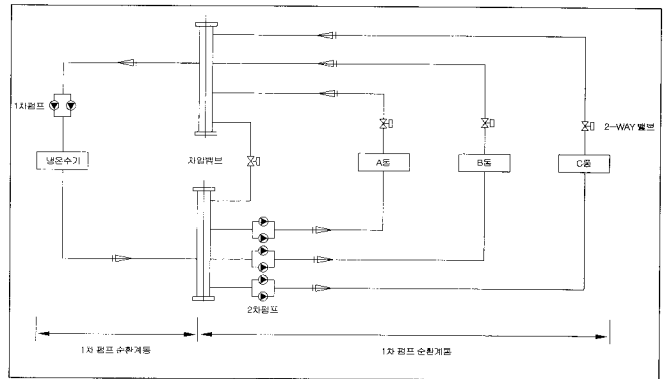 1차펌프
2-WAY 밸브
냉온수기
차압밸브
A동
B동
C동
2차펌프
1차 펌프 순환계통
1차 펌프 순환계통